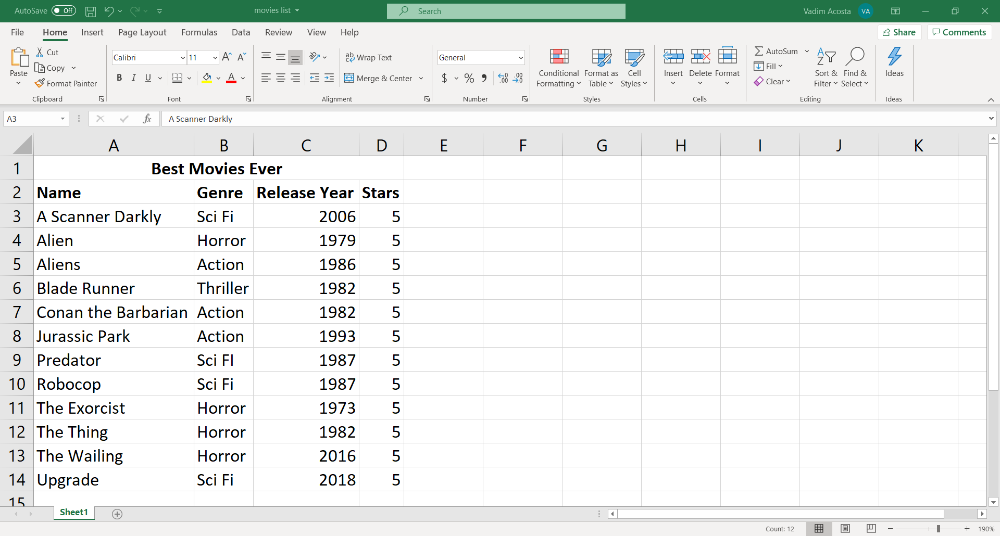 AutoSave Off movies list Search Vadim Acosta VA
File Home Insert Page Layout Formulas Data Review View Help Share Comments
Paste
Cut
Copy
Format Painter
Clipboard
Calibri 11
B I U A
Font
ab Wrap Text
Merge & Center
Alignment
General
$ % , .00 .00
Number
Conditional Formatting
Format as Table
Cell Styles
Styles
Insert
Delete
Format
Cells
AutoSum
Fill
Clear
Sort & Filter
Find & Select
Editing
Ideas
Ideas
A3 fx A Scanner Darkly
A B C D E F G H I J K
1 Best Movies Ever
2 Name Genre Release Year Stars
3 A Scanner Darkly Sci Fi 2006 5
4 Alien Horror 1979 5
5 Aliens Action 1986 5
6 Blade Runner Thriller 1982 5
7 Conan the Barbarian Action 1982 5
8 Jurassic Park Action 1993 5
9 Predator Sci FI 1987 5
10 Robocop Sci Fi 1987 5
11 The Exorcist Horror 1973 5
12 The Thing Horror 1982 5
13 The Wailing Horror 2016 5
14 Upgrade Sci Fi 2018 5
15
Sheet1
Count: 12 190%